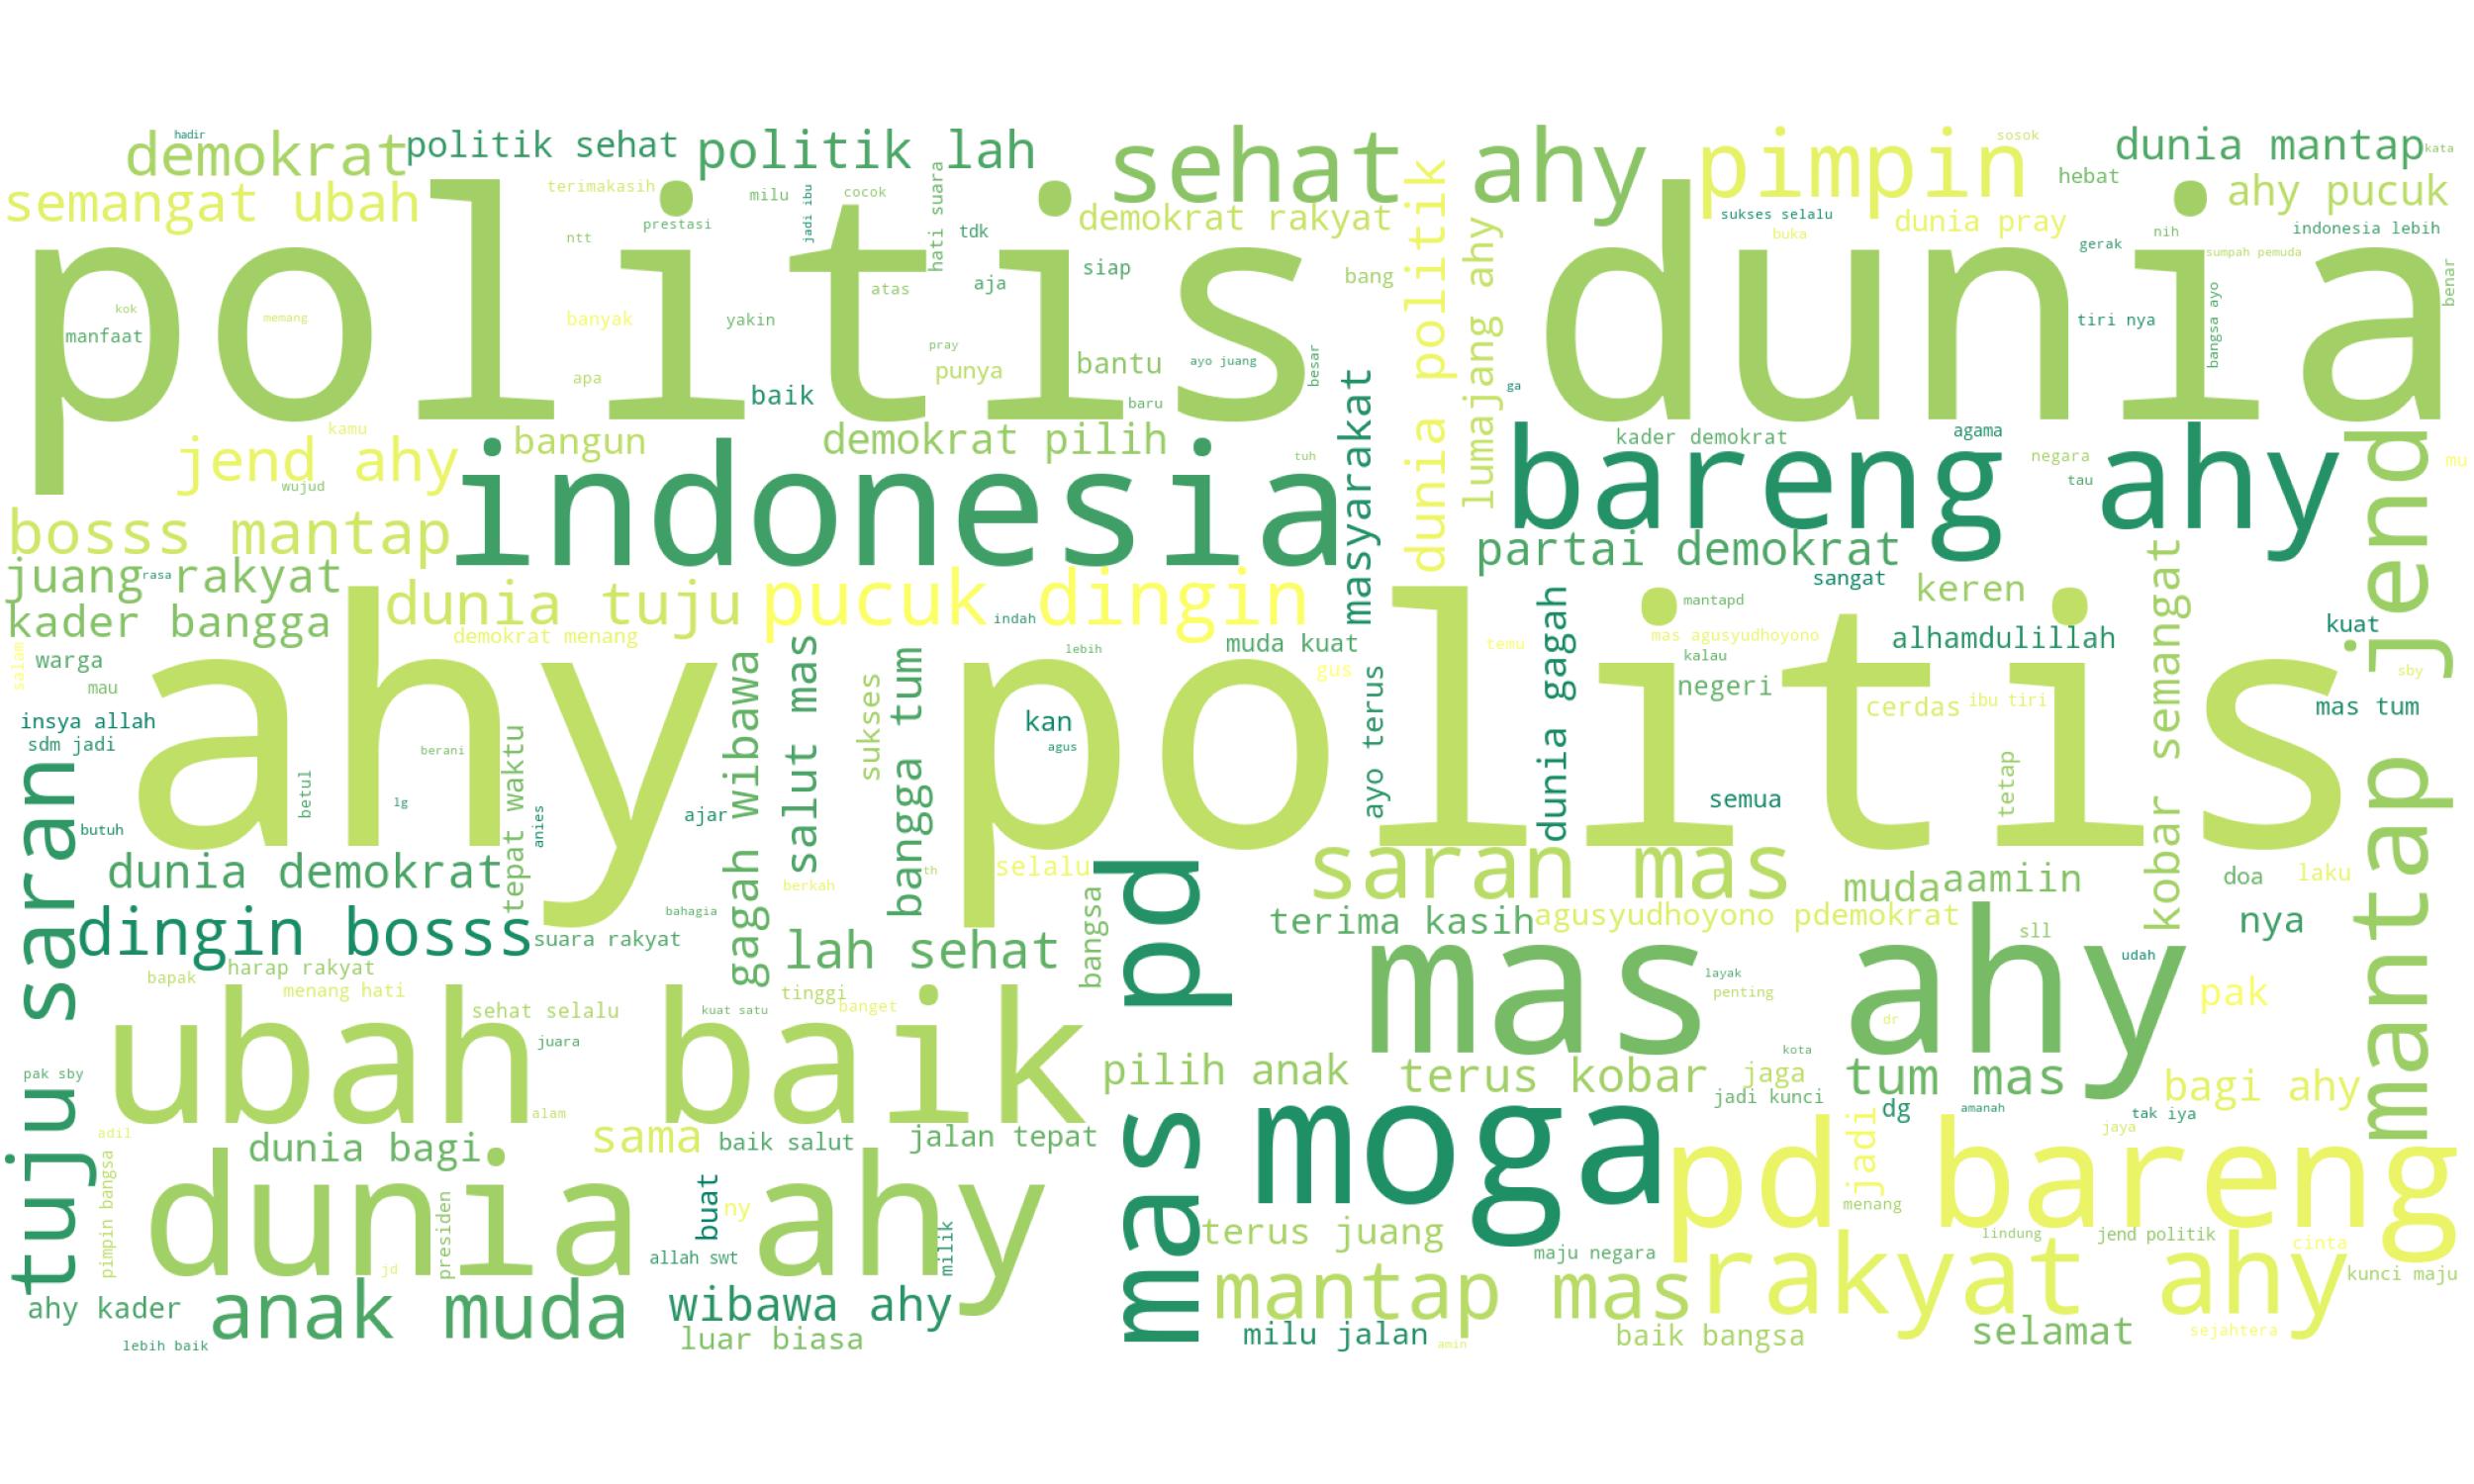 hadir
demokrat
politik sehat
politik lah
sehat ahy
pimpin
sosok
dunia mantap
kata
semangat ubah
terimakasih
milu
jadi ibu
cocok
hati suara
demokrat rakyat
dunia politik
lumajang ahy
sukses selalu
dunia pray
hebat
ahy pucuk
politis
dunia
ntt
prestasi
tdk
buka
gerak
nih
indonesia lebih
sumpah pemuda
siap
bang
aja
atas
benar
kok
manfaat
memang
banyak
yakin
tiri nya
bangsa ayo
pray
punya
bantu
ayo juang
besar
apa
baik
baru
ga
masyarakat
kamu
jend ahy
wujud
bangun
demokrat pilih
tuh
kader demokrat
agama
negara
tau
mu
indonesia
bareng ahy
mantap jend
bosss mantap
partai demokrat
juang
rasa
rakyat
dunia tuju
pucuk dingin
indah
sangat
keren
mantapd
kader bangga
demokrat menang
muda kuat
lebih
temu
dunia gagah
mas agusyudhoyono
alhamdulillah
kobar semangat
kuat
salam
warga
mau
ahy politis
gagah wibawa
salut mas
sukses
bangga tum
gus
ayo terus
kalau
negeri
cerdas
ibu tiri
sby
mas tum
insya allah
sdm jadi
berani
kan
agus
tepat waktu
betul
lg
ajar
anies
semua
tetap
tuju saran
butuh
dunia demokrat
berkah
th
selalu
saran mas
muda
aamiin
doa
laku
mas pd
bangsa
dingin bosss
suara rakyat
bahagia
lah sehat
terima kasih
agusyudhoyono pdemokrat
sll
nya
bapak
harap rakyat
menang hati
tinggi
banget
mas ahy
layak
penting
udah
pak
ubah baik
sehat selalu
kuat satu
juara
dr
kota
pak sby
alam
pilih anak
terus kobar
jaga
jadi kunci
tum mas
bagi ahy
adil
dunia bagi
sama
baik salut
jalan tepat
moga
jadi
dg
amanah
tak iya
jaya
pd bareng
pimpin bangsa
dunia ahy
presiden
jd
buat
ny
allah swt
milik
terus juang
maju negara
menang
lindung
jend politik
cinta
kunci maju
ahy kader
anak muda
wibawa ahy
mantap mas
rakyat ahy
lebih baik
luar biasa
milu jalan
amin
baik bangsa
selamat
sejahtera